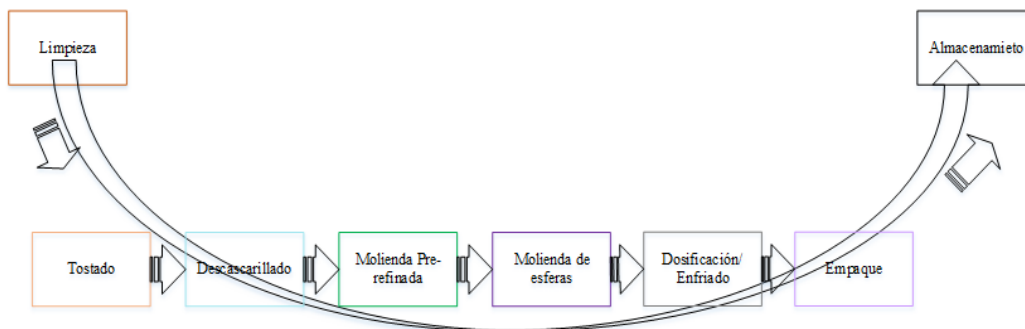 Limpieza
Almacenamieto
Tostado
Descascarillado
Molienda Pre-
refinada
Molienda de
esferas
Dosificación/
Enfriado
Empaque